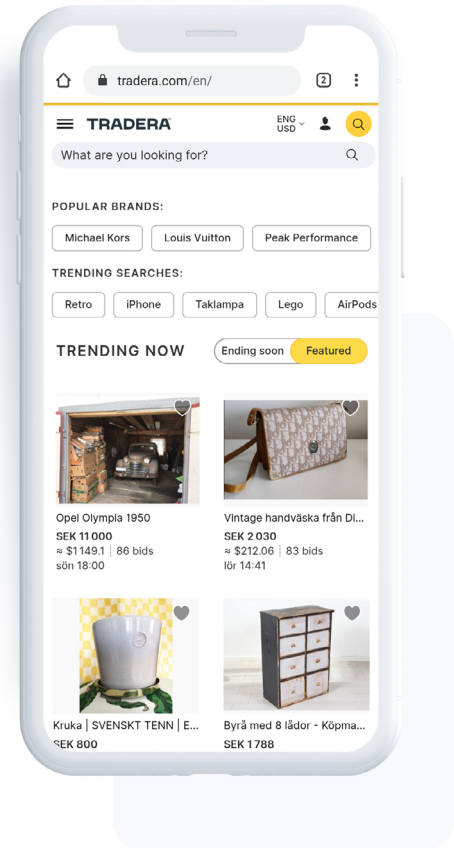 tradera.com/en/
2
TRADERA
ENG
USD
What are you looking for?
POPULAR BRANDS:
Michael Kors
Louis Vuitton
Peak Performance
TRENDING SEARCHES:
Retro
iPhone
Taklampa
Lego
AirPods
TRENDING NOW
Ending soon
Featured
Opel Olympia 1950
SEK 11 000
≈ $1 149.1 | 86 bids
sön 18:00
Vintage handväska från Di...
SEK 2 030
≈ $212.06 | 83 bids
lör 14:41
Kruka | SVENSKT TENN | E...
SEK 800
Byrå med 8 lådor - Köpma...
SEK 1 788